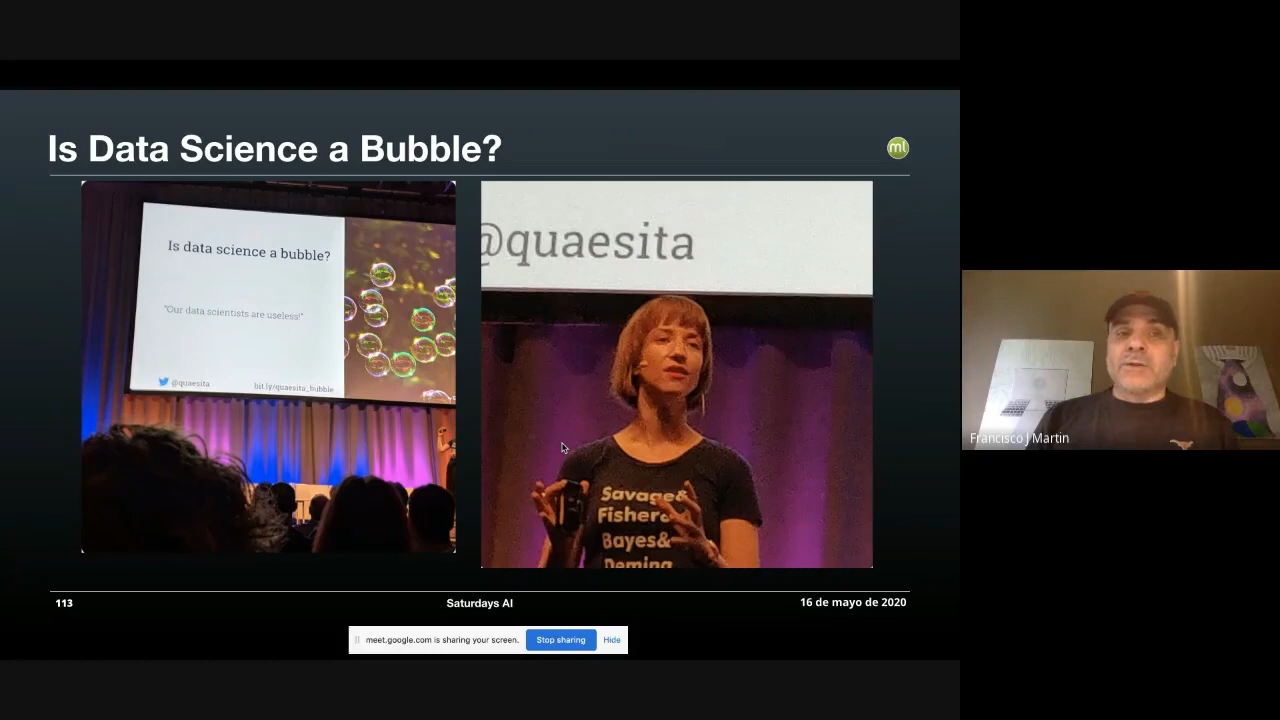 Is Data Science a Bubble?
ml
Is data science a bubble?
"Our data scientists are useless!"
@quaesita
bit.ly/quaesita_bubble
@quaesita
Savage&
Fisher&
Bayes&
Deming
113
Saturdays AI
16 de mayo de 2020
meet.google.com is sharing your screen.
Stop sharing
Hide
Francisco J Martin